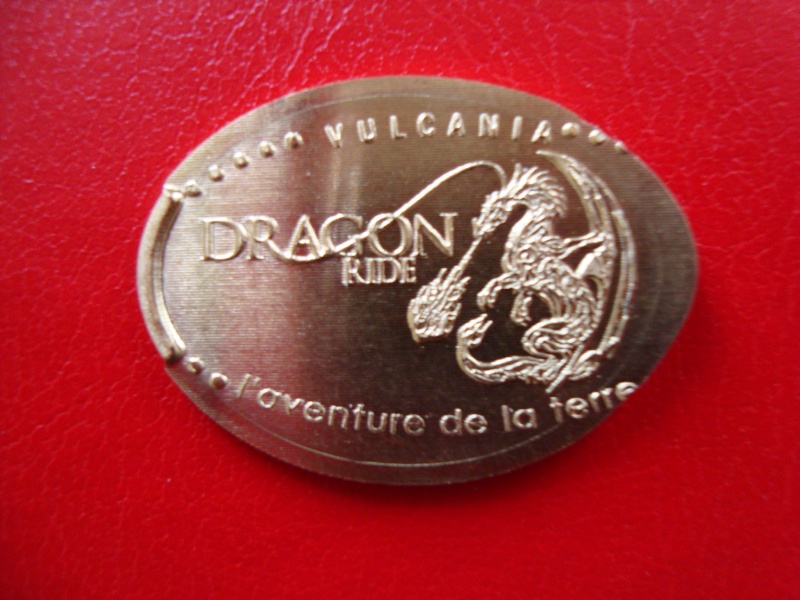 VULCANIA
DRAGON
RIDE
l'aventure de la terre